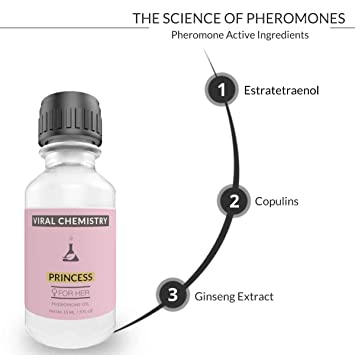 THE SCIENCE OF PHEROMONES
Pheromone Active Ingredients
1 Estratetraenol
2 Copulins
3 Ginseng Extract
VIRAL CHEMISTRY
PRINCESS
♀ FOR HER
PHEROMONE OIL